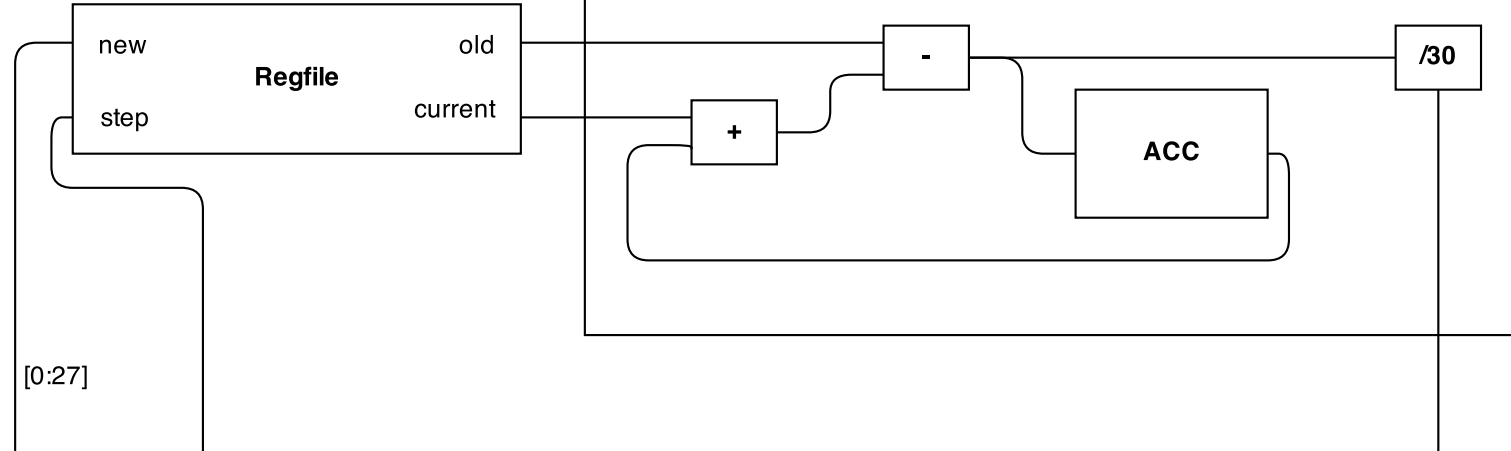 new
old
Regfile
step
current
-
+
/30
ACC
[0:27]